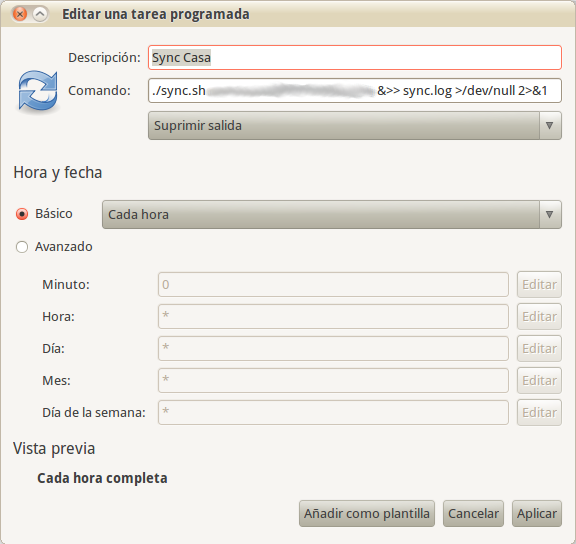 Editar una tarea programada
Descripción: Sync Casa
Comando: ./sync.sh &>> sync.log >/dev/null 2>&1
Suprimir salida
Hora y fecha
Básico Cada hora
Avanzado
Minuto: 0 Editar
Hora: * Editar
Día: * Editar
Mes: * Editar
Día de la semana: * Editar
Vista previa
Cada hora completa
Añadir como plantilla Cancelar Aplicar